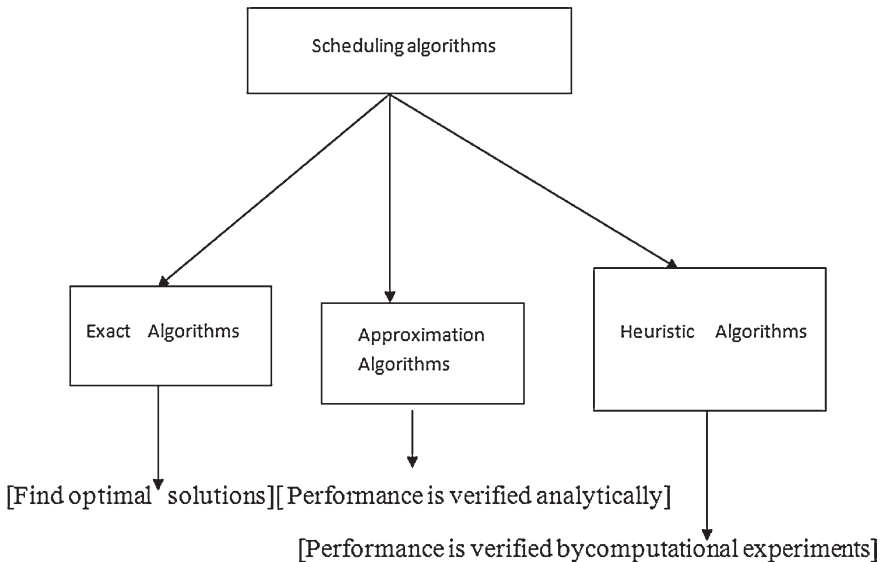 Scheduling algorithms
Exact Algorithms
Approximation
Algorithms
Heuristic Algorithms
[Find optimal solutions][ Performance is verified analytically]
[Performance is verified bycomputational experiments]